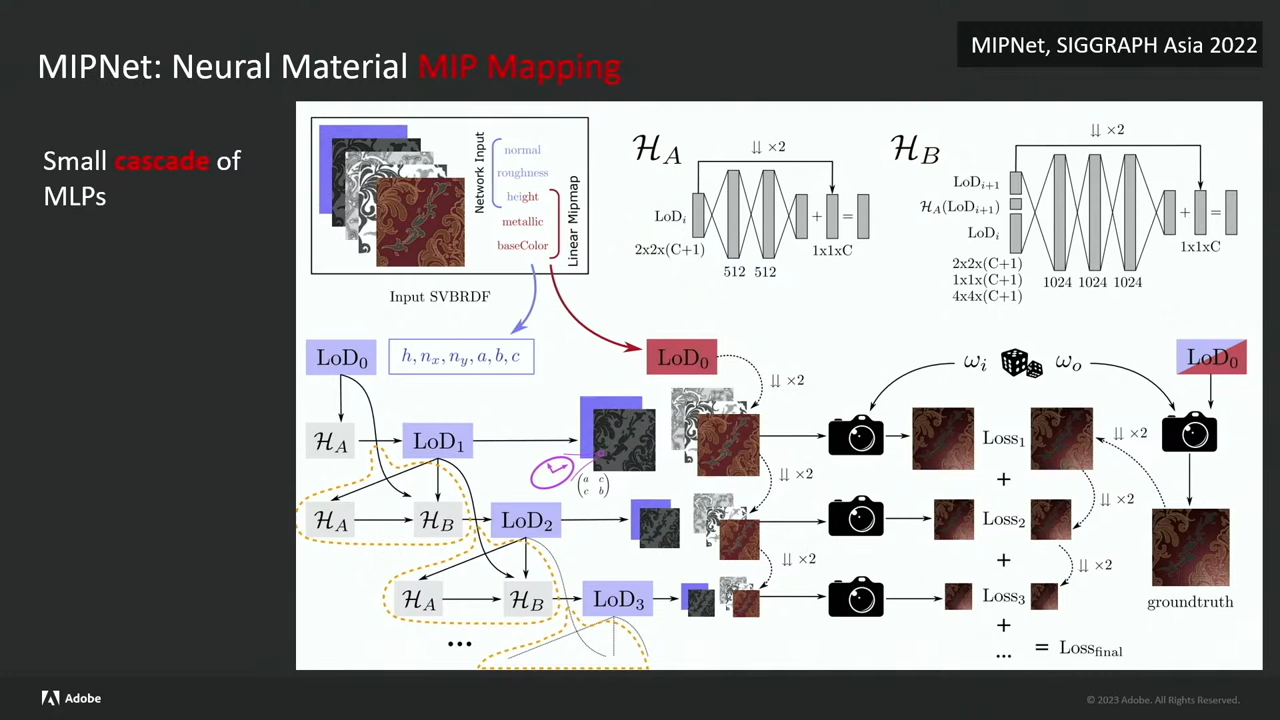 MIPNet: Neural Material MIP Mapping
MIPNet, SIGGRAPH Asia 2022
Small cascade of
MLPs
Network Input
normal
roughness
height
metallic
baseColor
Linear Mipmap
Input SVBRDF
ℋA
⇊ ×2
LoDi
2x2x(C+1)
512 512
+ =
1x1xC
ℋB
⇊ ×2
LoDi+1
ℋA(LoDi+1)
LoDi
2x2x(C+1)
1x1x(C+1)
4x4x(C+1)
1024 1024 1024
+ =
1x1xC
LoD0
h, nx, ny, a, b, c
LoD0
⇊ ×2
ωi ωo
LoD0
ℋA
LoD1
a c
c b
⇊ ×2
Loss1
⇊ ×2
+
⇊ ×2
ℋA
ℋB
LoD2
Loss2
⇊ ×2
+
⇊ ×2
ℋA
ℋB
LoD3
Loss3
groundtruth
+
...
... = Lossfinal
Adobe
© 2023 Adobe. All Rights Reserved.